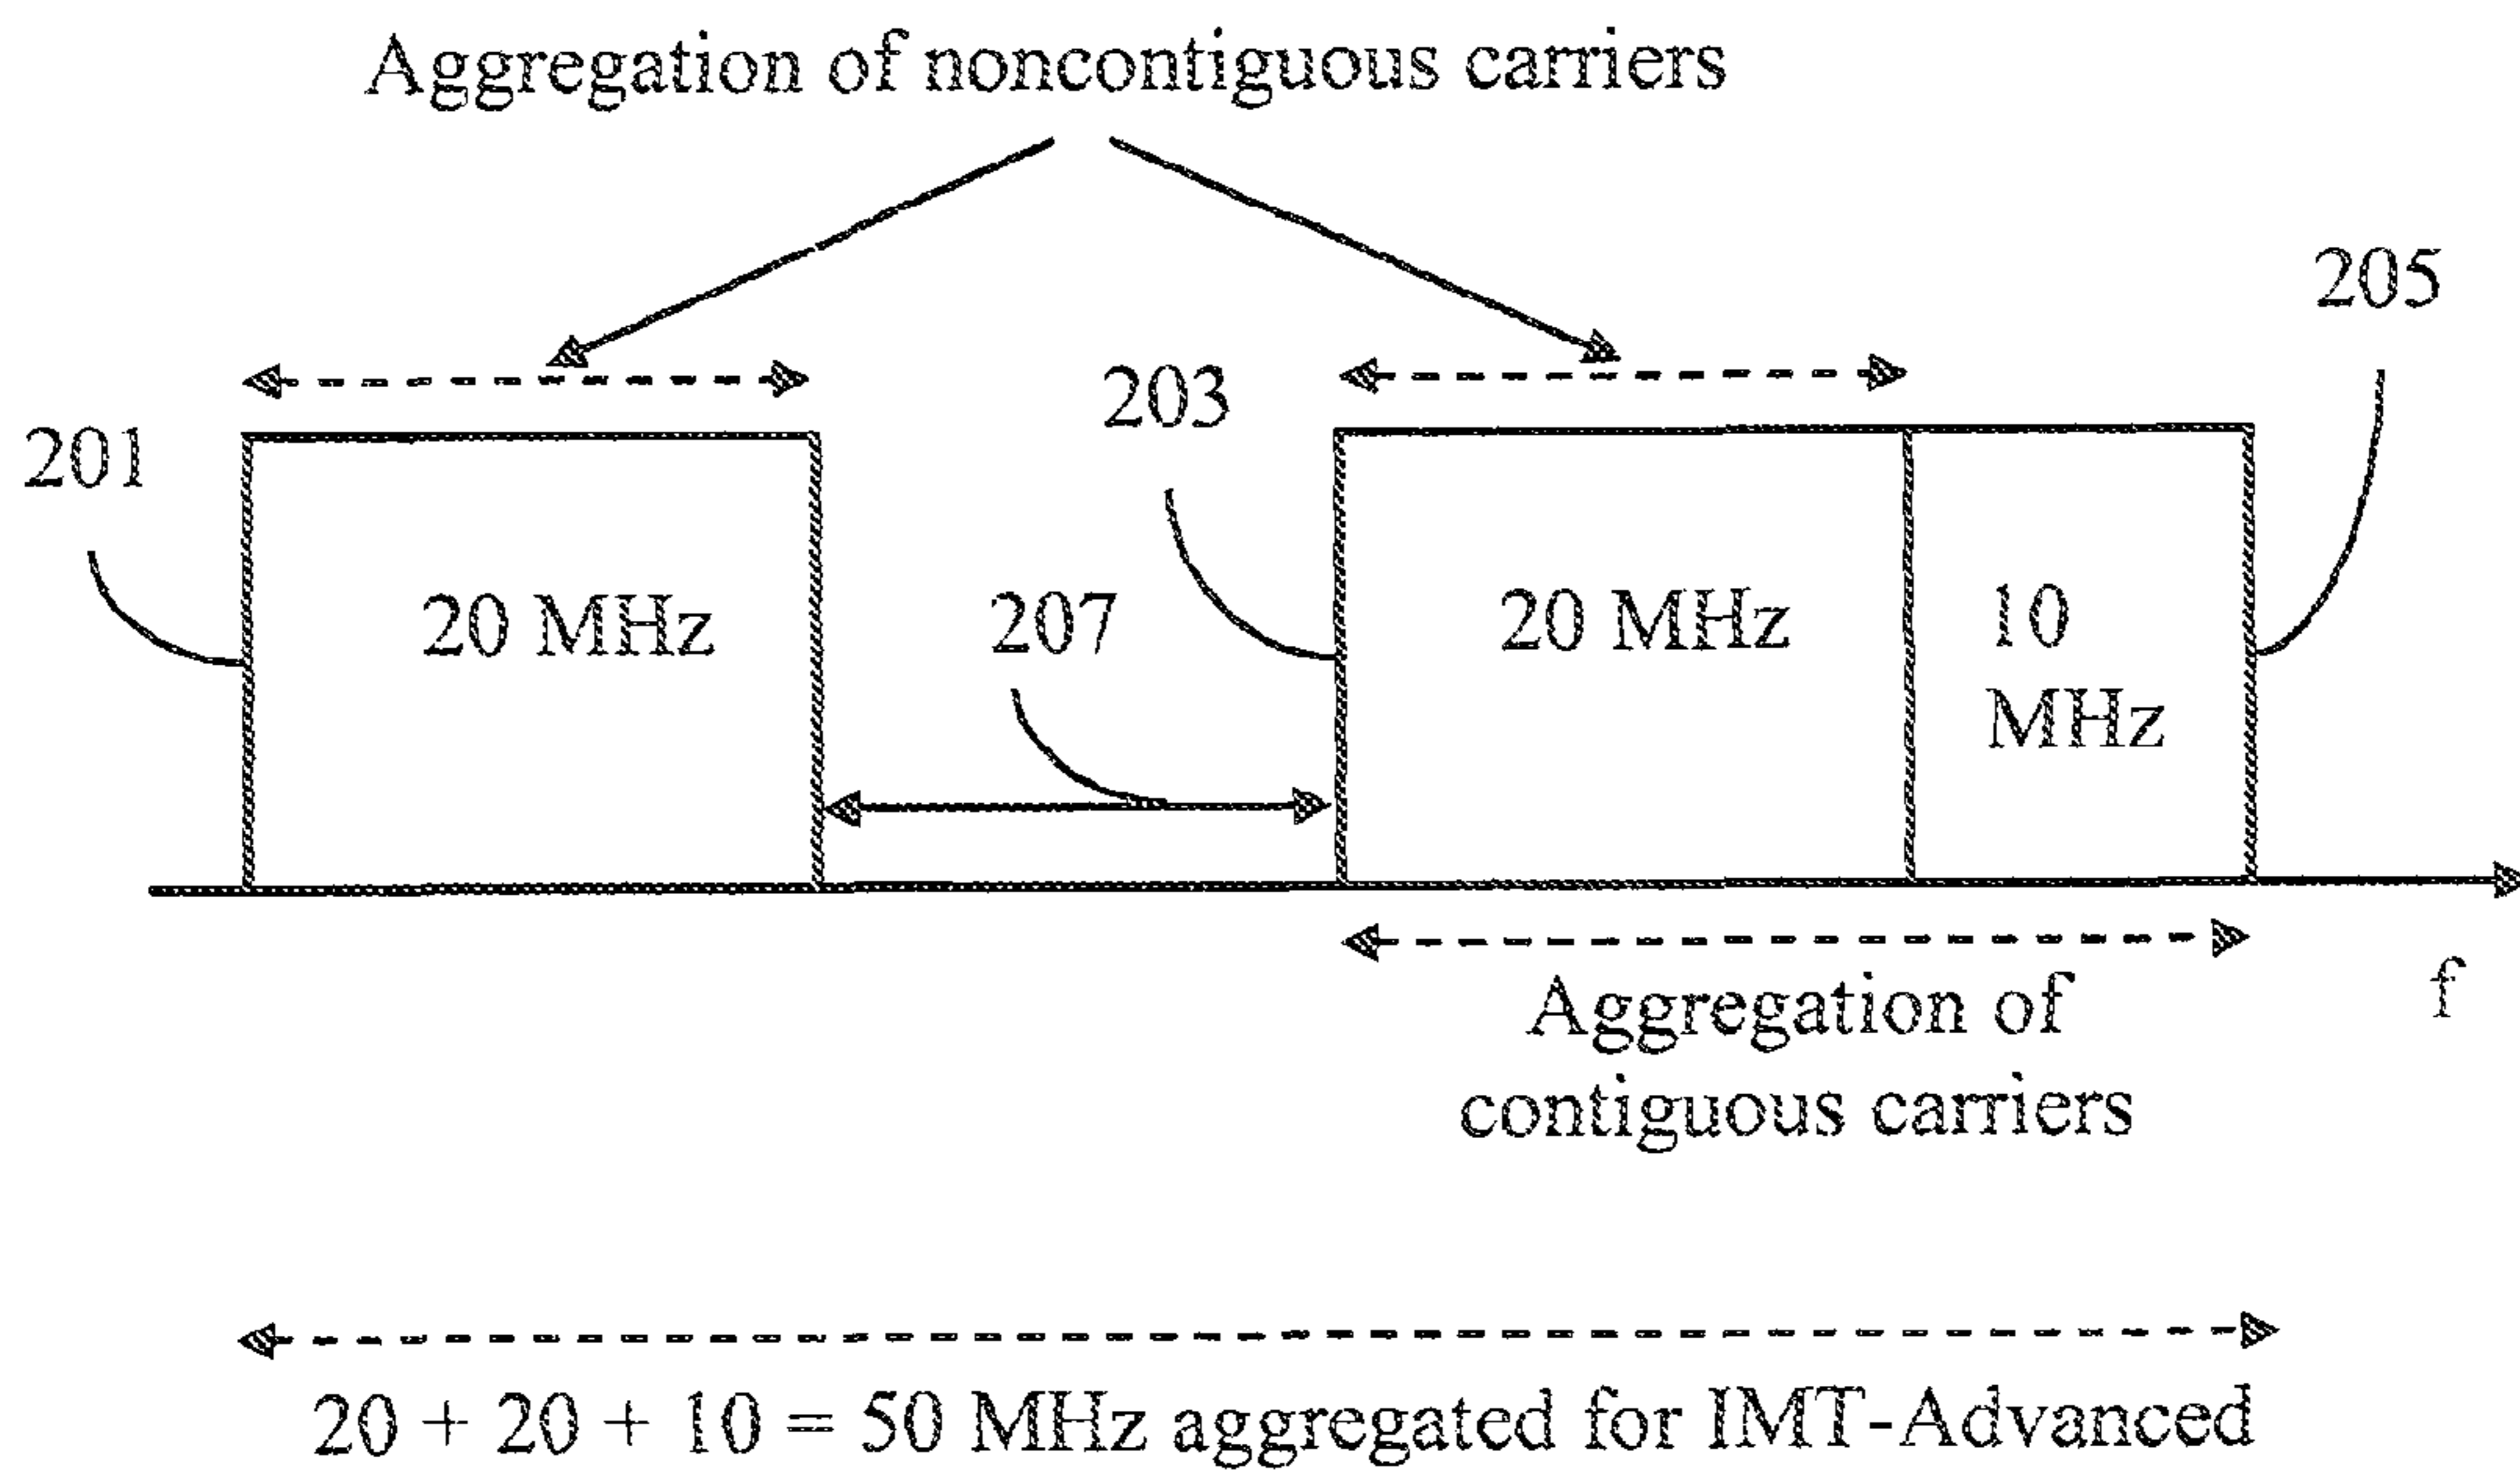 Aggregation of noncontiguous carriers
205
203
201
20 MHz
207
20 MHz
10
MHz
Aggregation of
contiguous carriers
f
20 + 20 + 10 = 50 MHz aggregated for IMT-Advanced